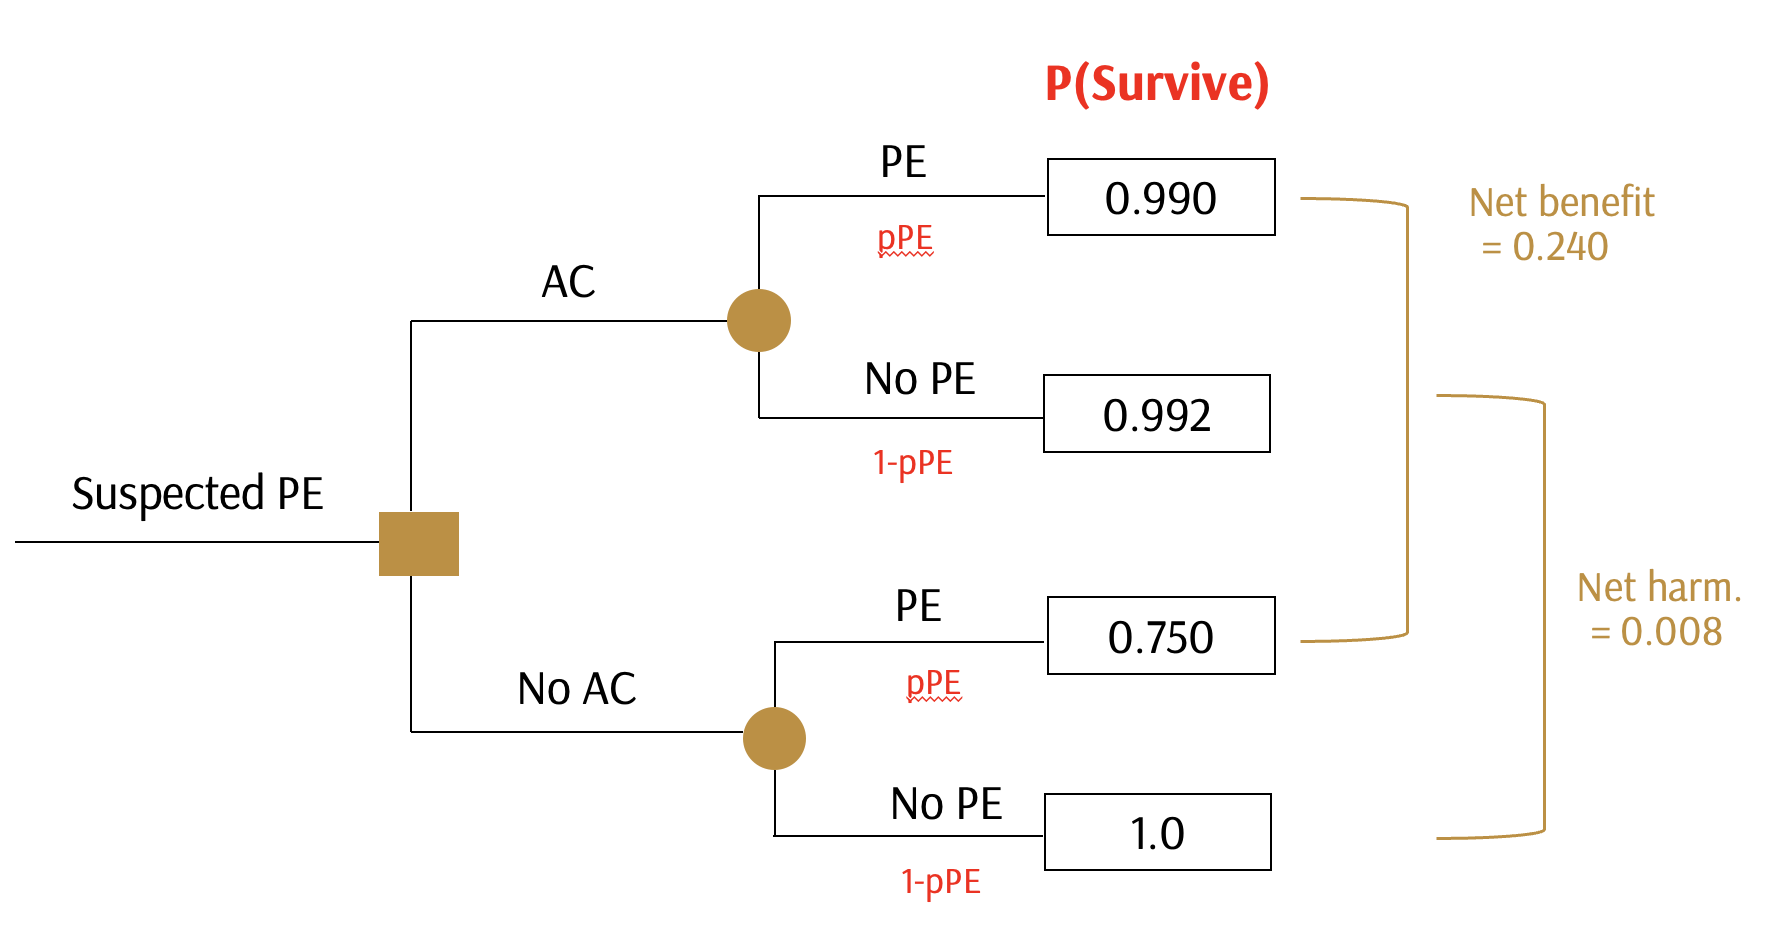 P(Survive)
PE
0.990
pPE
Net benefit
= 0.240
AC
No PE
0.992
1-pPE
Suspected PE
PE
0.750
pPE
Net harm.
= 0.008
No AC
No PE
1.0
1-pPE